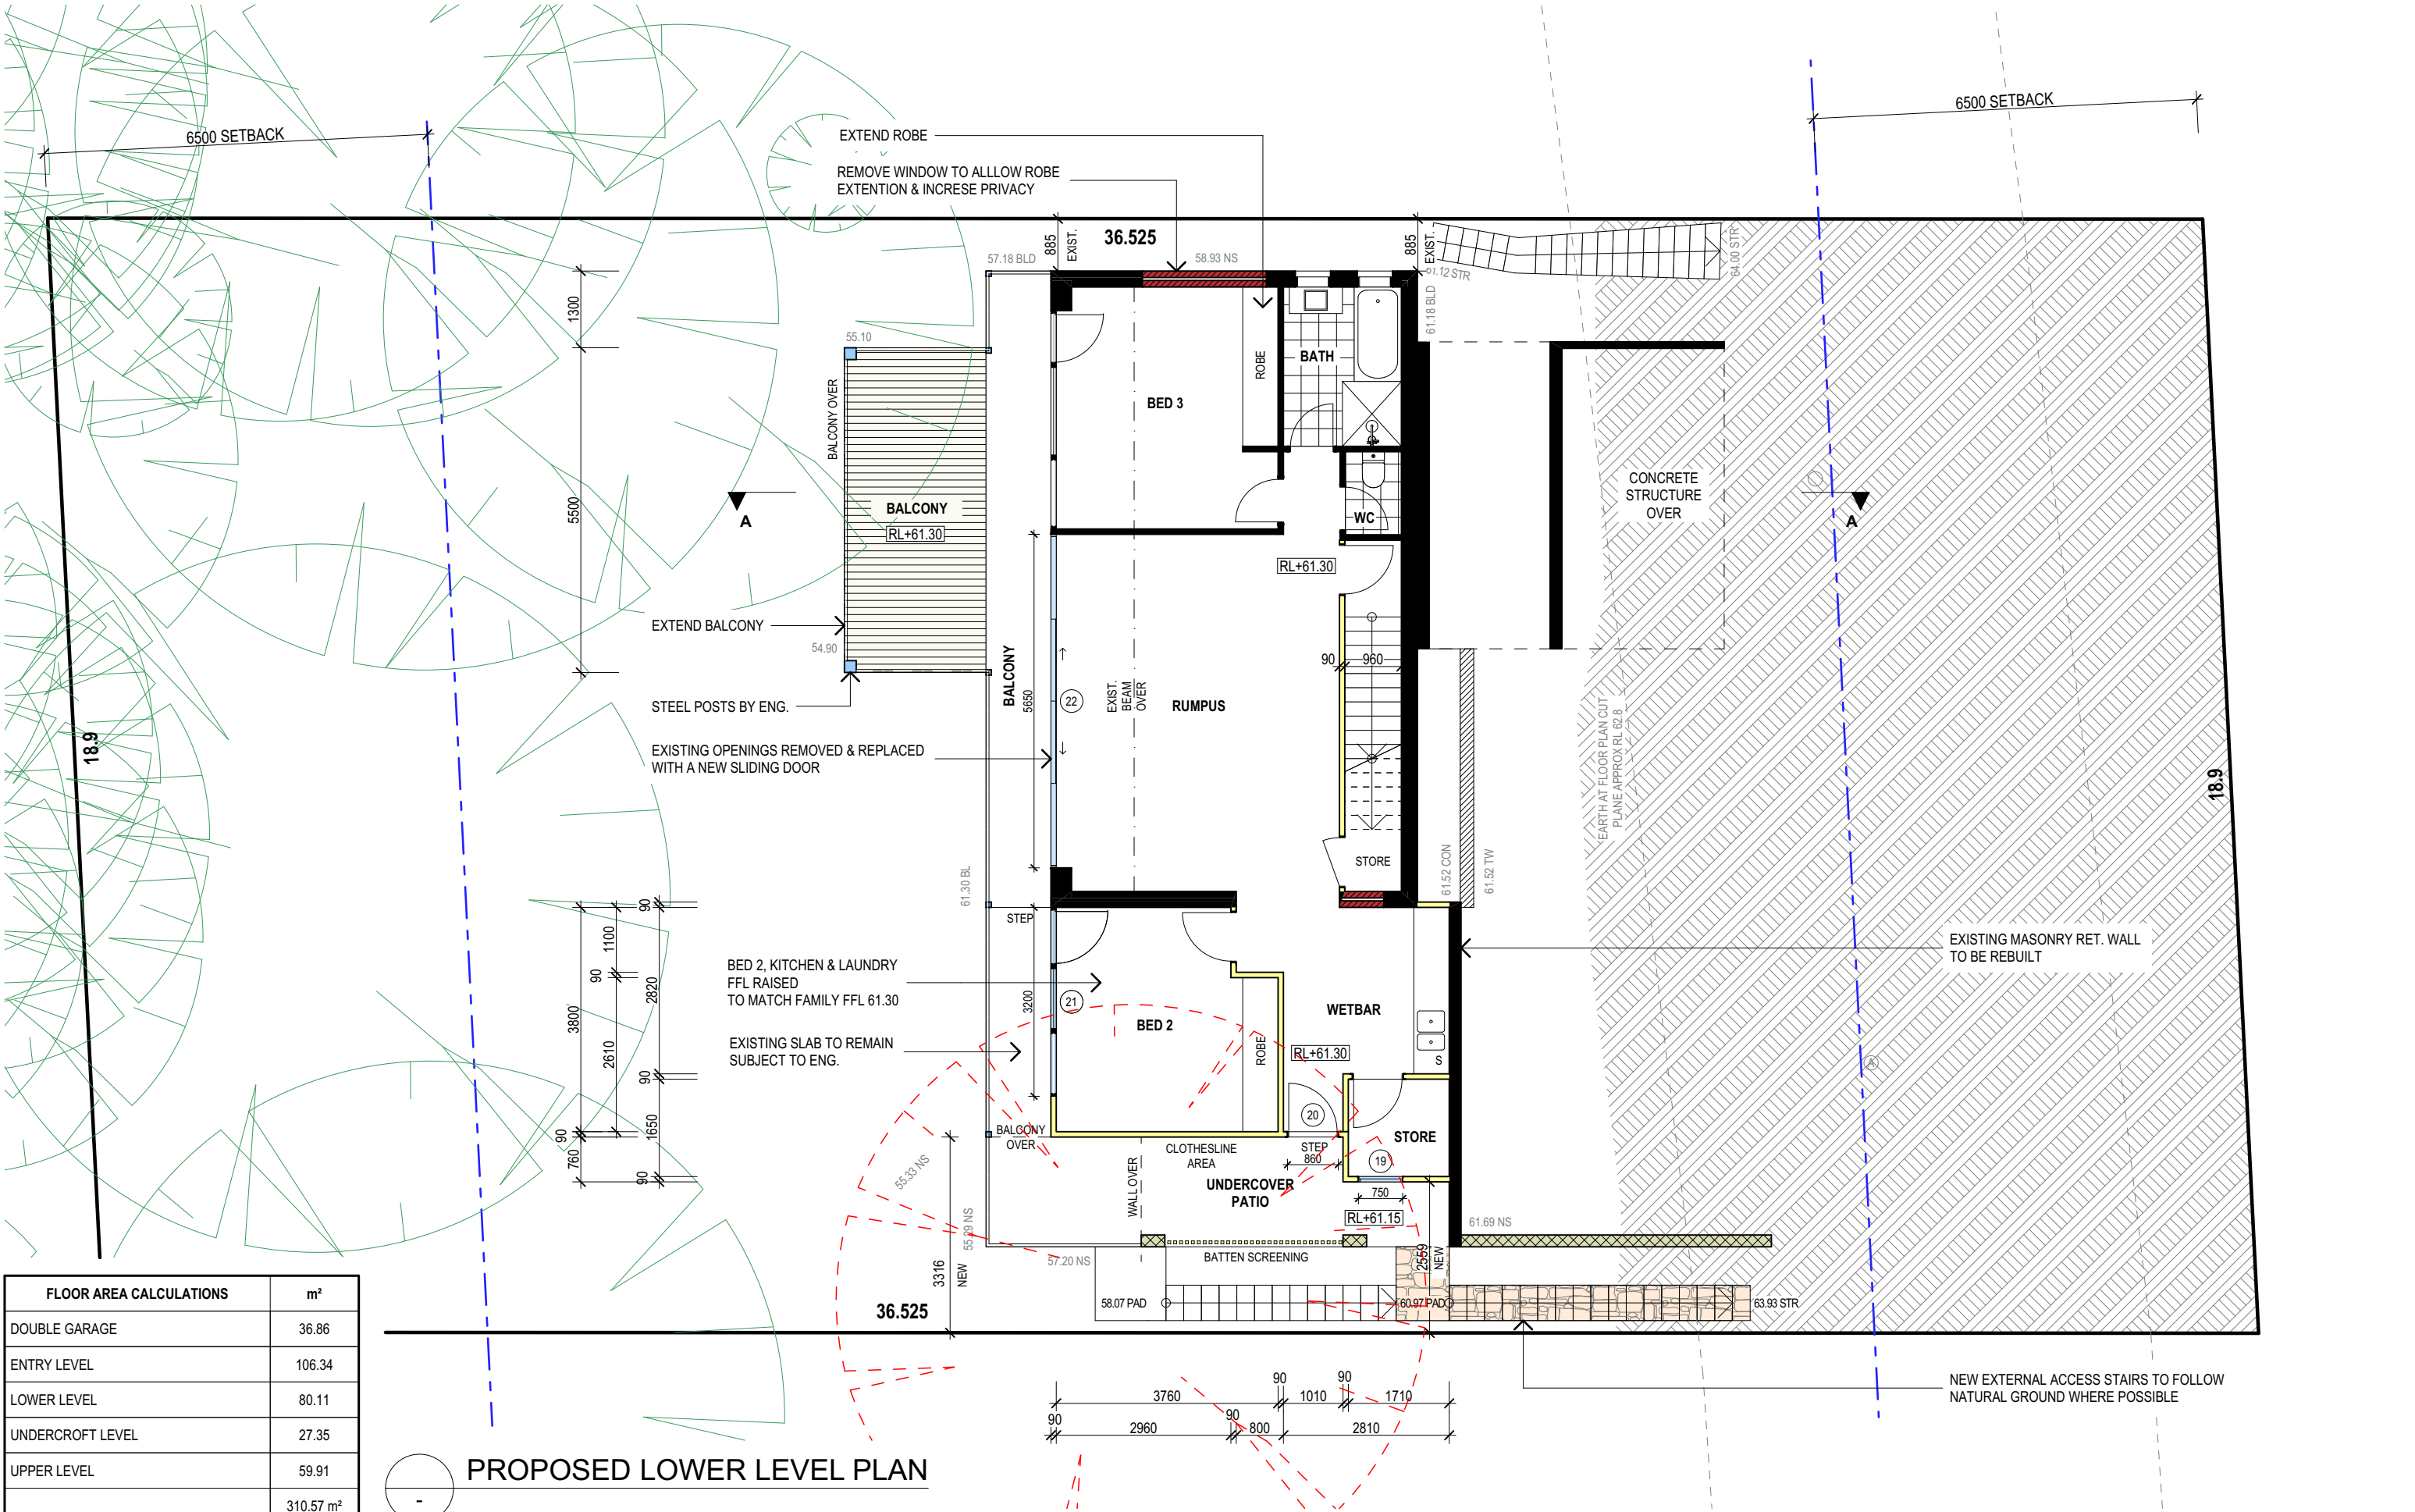 6500 SETBACK
6500 SETBACK
EXTEND ROBE
REMOVE WINDOW TO ALLLOW ROBE
EXTENTION & INCRESE PRIVACY
885
EXIST.
36.525
885
EXIST.
57.18 BLD
58.93 NS
61.12 STR
64.00 STR
61.18 BLD
1300
55.10
BALCONY OVER
ROBE
BATH
BED 3
5500
A
BALCONY
RL+61.30
WC
CONCRETE
STRUCTURE
OVER
A
RL+61.30
EXTEND BALCONY
54.90
BALCONY
5650
90
960
STEEL POSTS BY ENG.
22
EXIST.
BEAM
OVER
RUMPUS
EARTH AT FLOOR PLAN CUT
PLANE APPROX RL 62.8
18.9
EXISTING OPENINGS REMOVED & REPLACED
WITH A NEW SLIDING DOOR
18.9
STORE
61.30 BL
61.52 CON
61.52 TW
STEP
90
1100
90
2820
3800
2610
90
1650
90
760
90
BED 2, KITCHEN & LAUNDRY
FFL RAISED
TO MATCH FAMILY FFL 61.30
3200
21
BED 2
WETBAR
EXISTING MASONRY RET. WALL
TO BE REBUILT
EXISTING SLAB TO REMAIN
SUBJECT TO ENG.
ROBE
RL+61.30
S
A
20
BALCONY
OVER
CLOTHESLINE
AREA
STEP
860
STORE
19
55.33 NS
WALL OVER
UNDERCOVER
PATIO
750
RL+61.15
61.69 NS
55.29 NS
57.20 NS
BATTEN SCREENING
2559
NEW
3316
NEW
58.07 PAD
60.97 PAD
63.93 STR
36.525
NEW EXTERNAL ACCESS STAIRS TO FOLLOW
NATURAL GROUND WHERE POSSIBLE
3760
90
1010
90
1710
90
2960
90
800
2810
FLOOR AREA CALCULATIONS m²
DOUBLE GARAGE 36.86
ENTRY LEVEL 106.34
LOWER LEVEL 80.11
UNDERCROFT LEVEL 27.35
UPPER LEVEL 59.91
310.57 m²
PROPOSED LOWER LEVEL PLAN
-